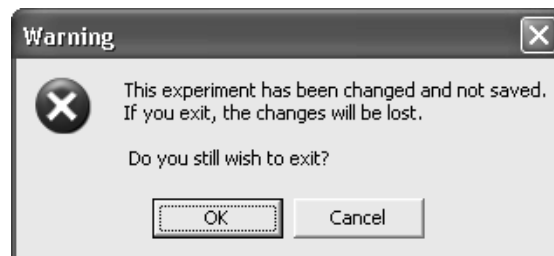 Warning
This experiment has been changed and not saved.
If you exit, the changes will be lost.
Do you still wish to exit?
OK
Cancel